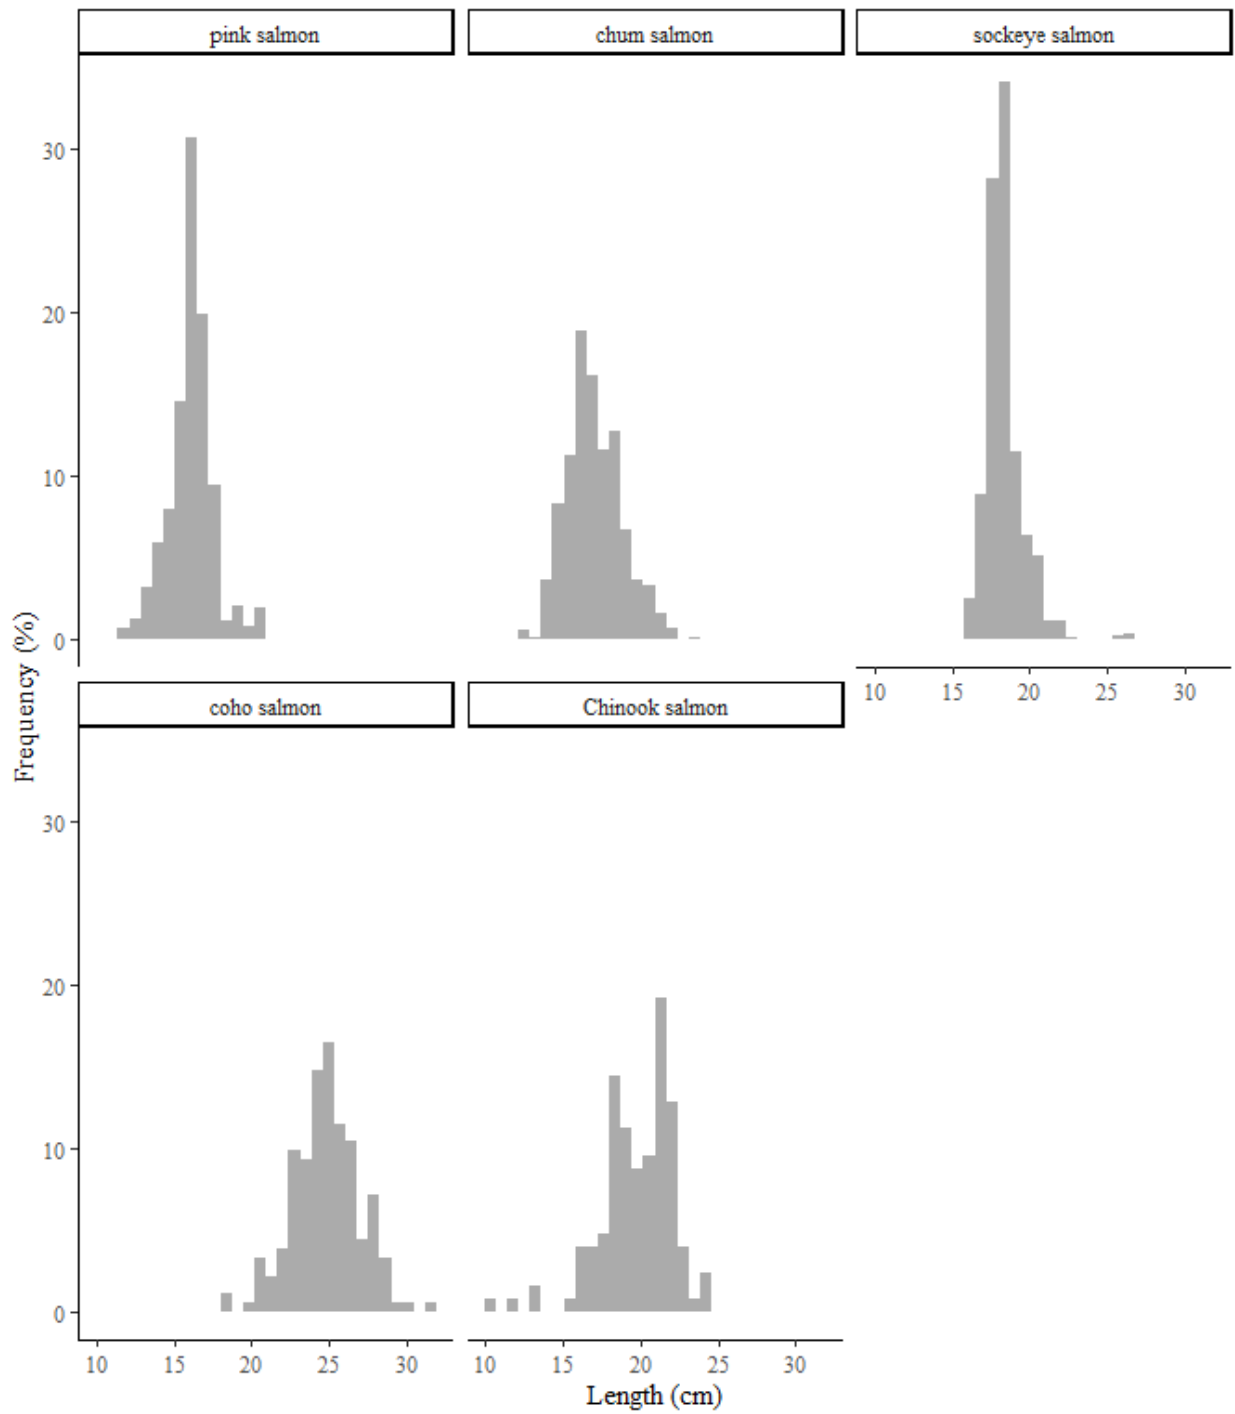 pink salmon
chum salmon
sockeye salmon
30
20
10
0
10 15 20 25 30
coho salmon
Chinook salmon
Frequency (%)
30
20
10
0
10 15 20 25 30
10 15 20 25 30
Length (cm)